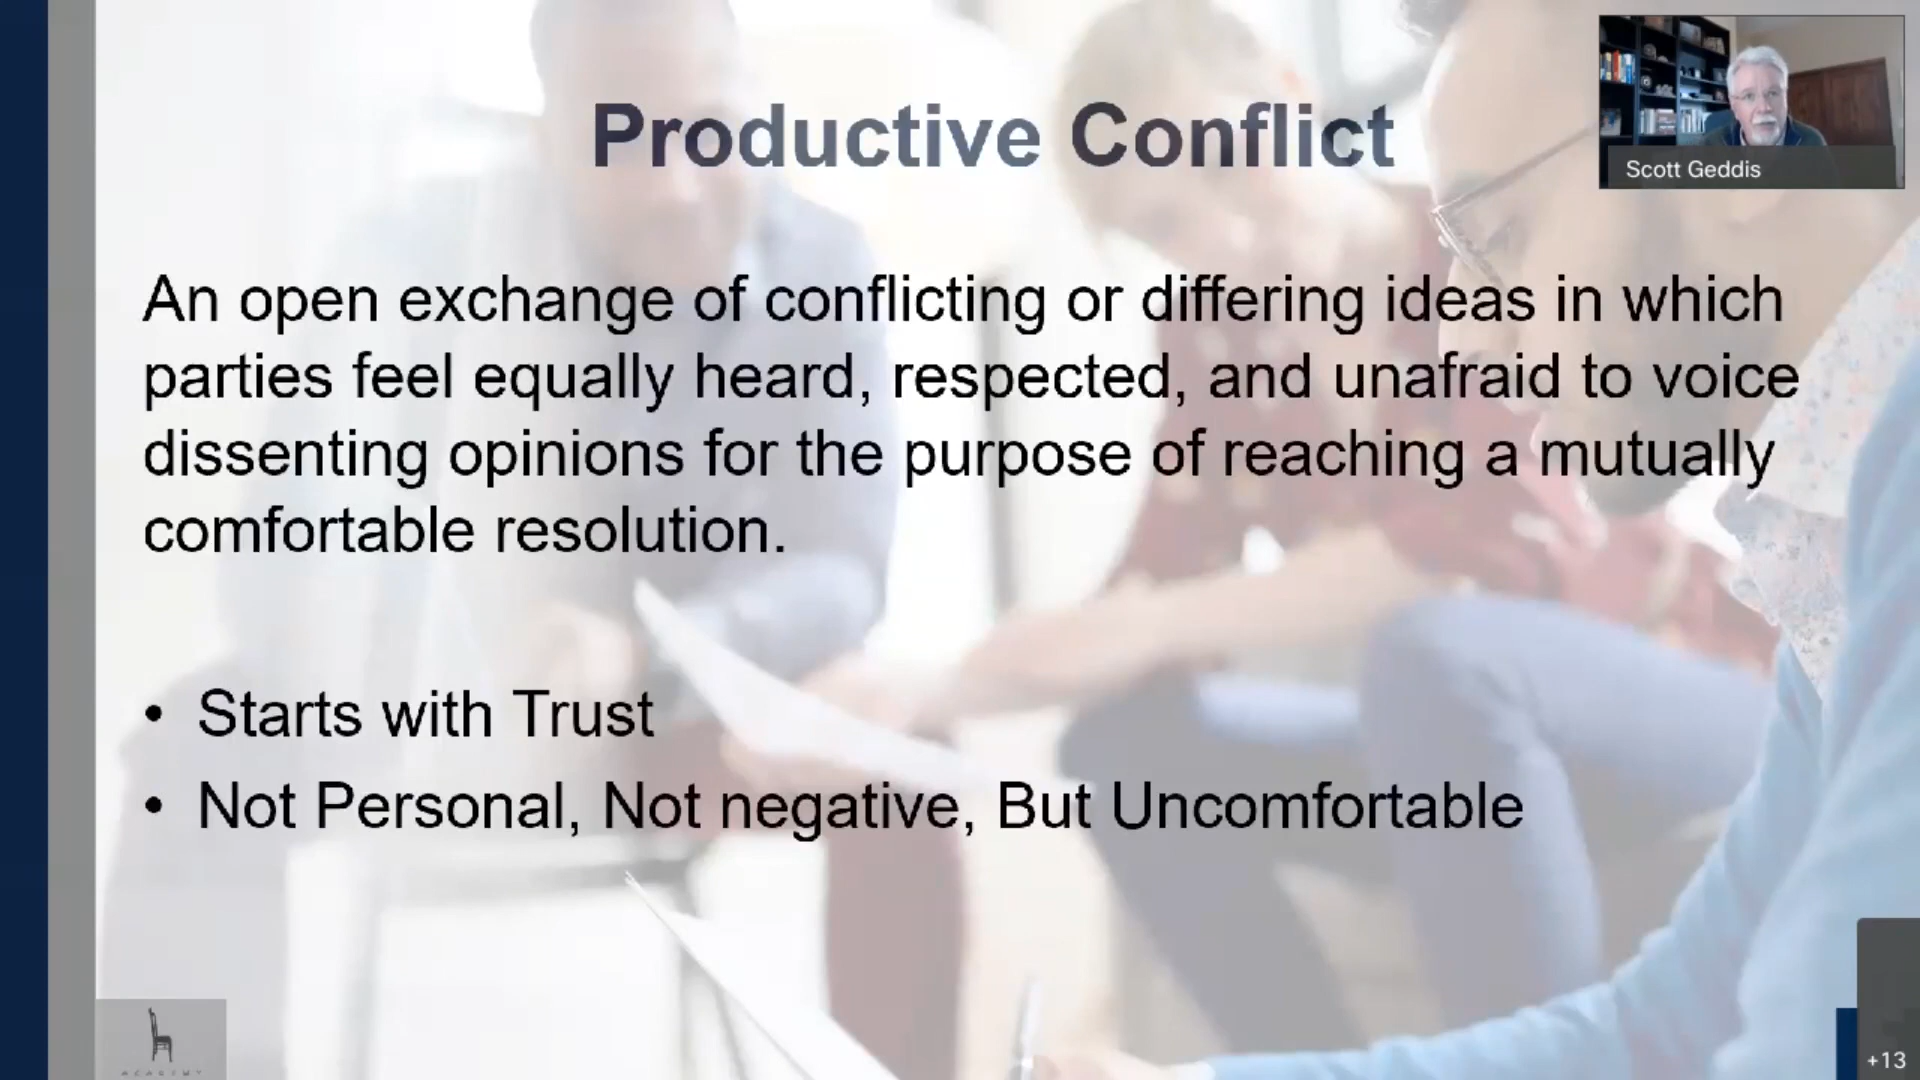 Productive Conflict
Scott Geddis
An open exchange of conflicting or differing ideas in which
parties feel equally heard, respected, and unafraid to voice
dissenting opinions for the purpose of reaching a mutually
comfortable resolution.
• Starts with Trust
• Not Personal, Not negative, But Uncomfortable
ACADEMY
+13